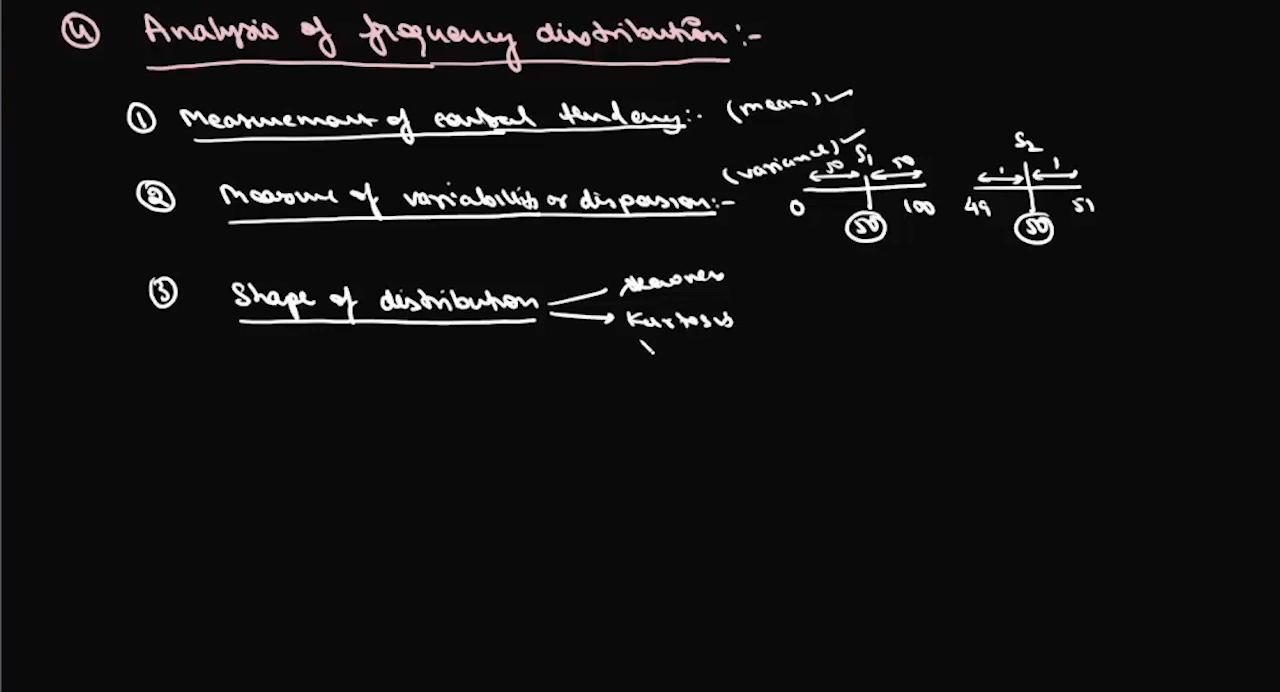 ④ Analysis of frequency distribution :-
① Measurement of central tendency :- (mean) ✓
② Measure of variability or dispersion :- (variance) ✓
S1 50 50
0 50 100
S2 1 1
49 50 51
③ Shape of distribution
skewness
Kurtosis